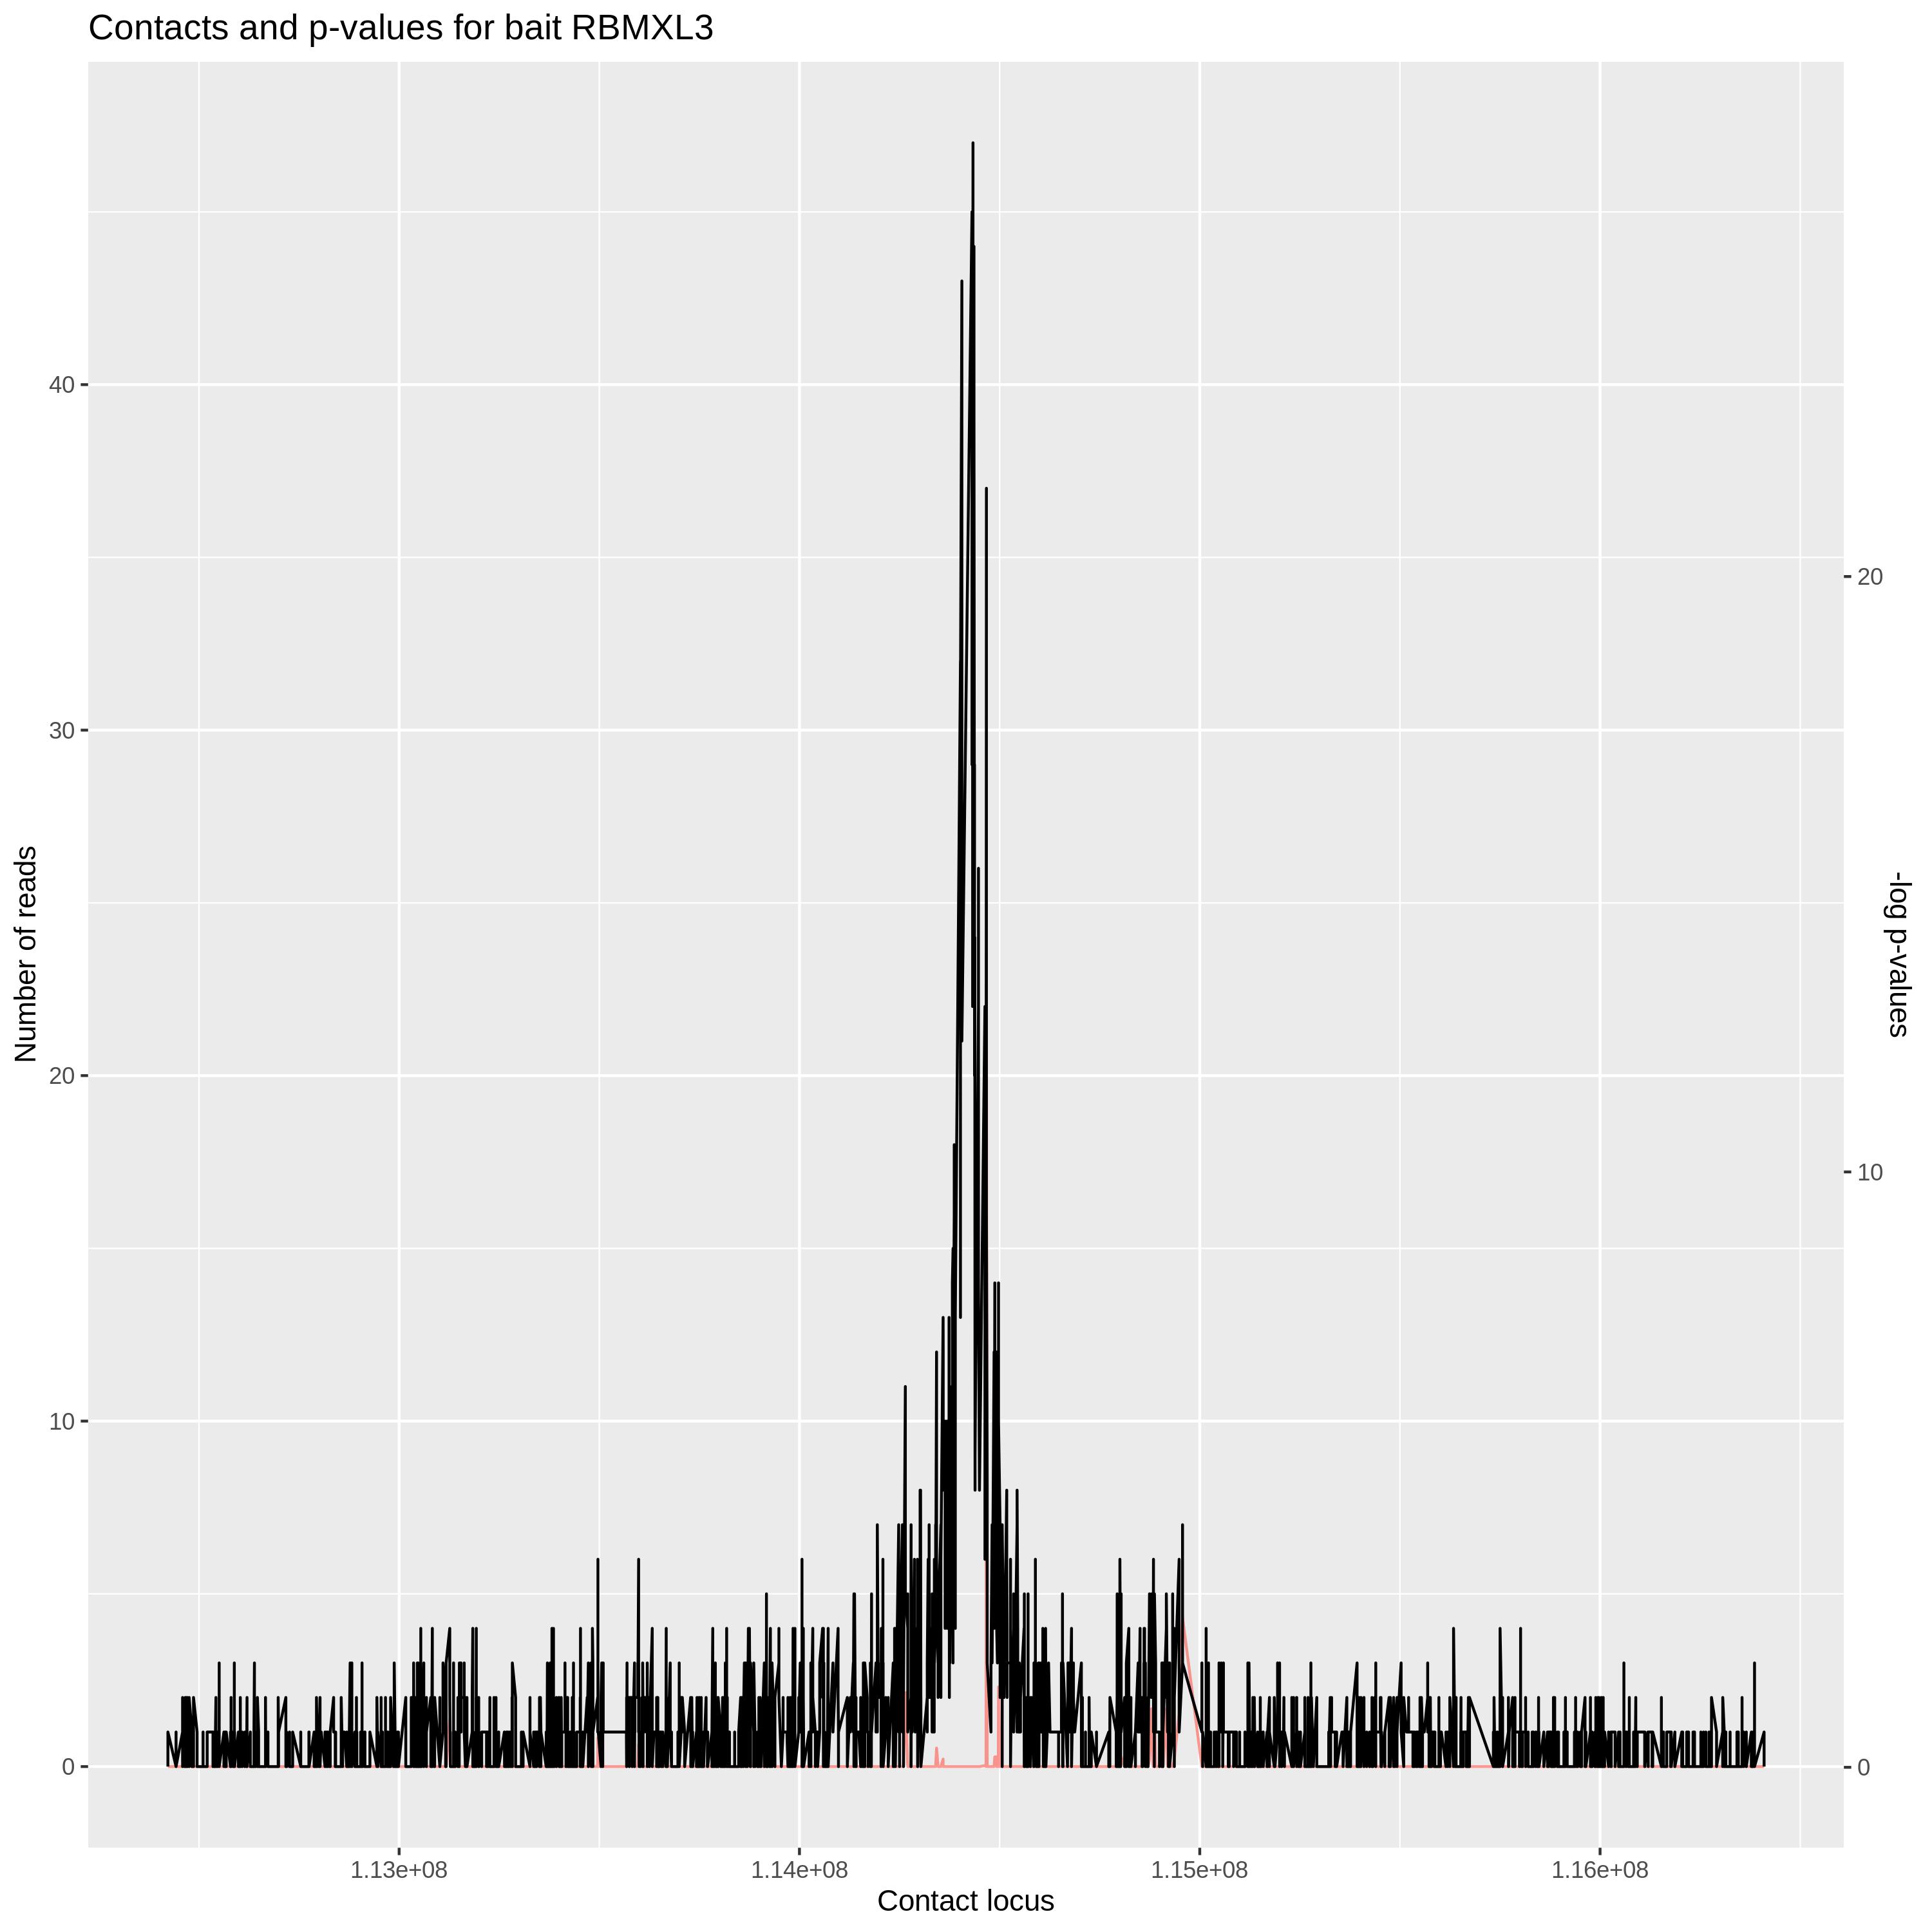 Contacts and p-values for bait RBMXL3
Number of reads
40
30
20
10
0
-log p-values
20
10
0
1.13e+08
1.14e+08
1.15e+08
1.16e+08
Contact locus